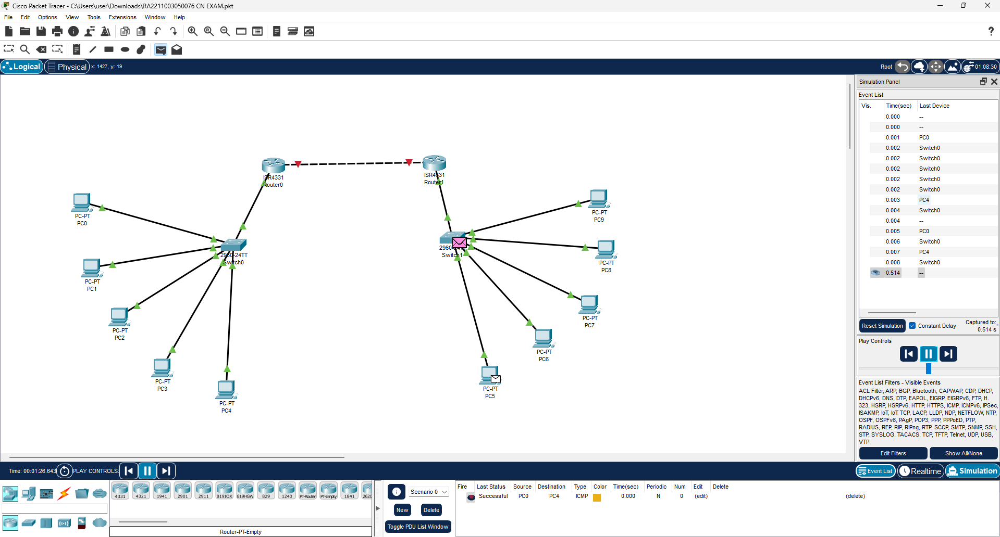 Cisco Packet Tracer - C:\Users\user\Downloads\RA2211003050076 CN EXAM.pkt
File Edit Options View Tools Extensions Window Help
Logical Physical x: 1427, y: 19
Root 01:08:30
Simulation Panel
Event List
Vis. Time(sec) Last Device
0.000 --
0.000 --
0.001 PC0
0.002 Switch0
0.002 Switch0
0.002 Switch0
0.002 Switch0
0.002 Switch0
0.003 PC4
0.004 Switch0
0.004 --
0.005 PC0
0.006 Switch0
0.007 PC4
0.008 Switch0
0.514 --
Reset Simulation Constant Delay Captured to:
0.514 s
Play Controls
Event List Filters - Visible Events
ACL Filter, ARP, BGP, Bluetooth, CAPWAP, CDP, DHCP,
DHCPv6, DNS, DTP, EAPOL, EIGRP, EIGRPv6, FTP, H.
323, HSRP, HSRPv6, HTTP, HTTPS, ICMP, ICMPv6, IPSec,
ISAKMP, IoT, IoT TCP, LACP, LLDP, NDP, NETFLOW, NTP,
OSPF, OSPFv6, PAgP, POP3, PPP, PPPoED, PTP,
RADIUS, REP, RIP, RIPng, RTP, SCCP, SMTP, SNMP, SSH,
STP, SYSLOG, TACACS, TCP, TFTP, Telnet, UDP, USB,
VTP
Edit Filters Show All/None
ISR4331
Router0
ISR4331
Router1
PC-PT
PC0
PC-PT
PC1
PC-PT
PC2
PC-PT
PC3
PC-PT
PC4
2960-24TT
Switch0
Switch1
PC-PT
PC9
PC-PT
PC8
PC-PT
PC7
PC-PT
PC6
PC-PT
PC5
Time: 00:01:26.643 PLAY CONTROLS:
Event List Realtime Simulation
4331 4321 1941 2901 2911 819IOX 819HGW 829 1240 PT-Router PT-Empty 1841
Router-PT-Empty
Scenario 0
New Delete
Toggle PDU List Window
Fire Last Status Source Destination Type Color Time(sec) Periodic Num Edit Delete
Successful PC0 PC4 ICMP 0.000 N 0 (edit) (delete)